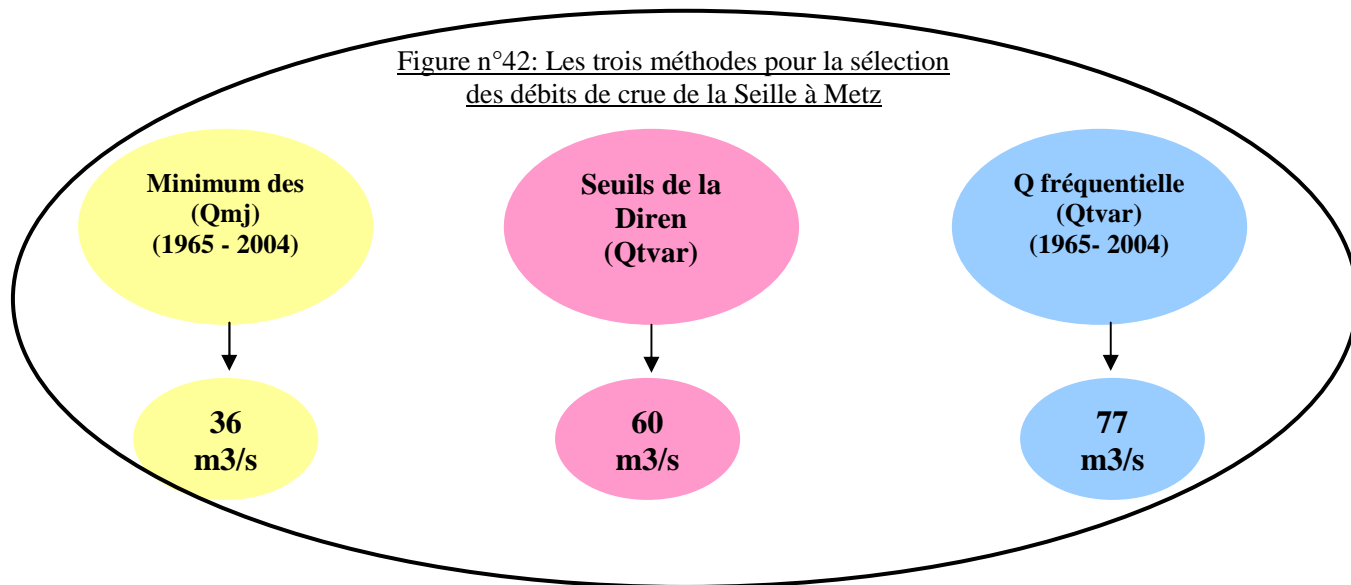 Figure n°42: Les trois méthodes pour la sélection
des débits de crue de la Seille à Metz
Minimum des
(Qmj)
(1965 - 2004)
Seuils de la
Diren
(Qtvar)
Q fréquentielle
(Qtvar)
(1965- 2004)
36
m3/s
60
m3/s
77
m3/s